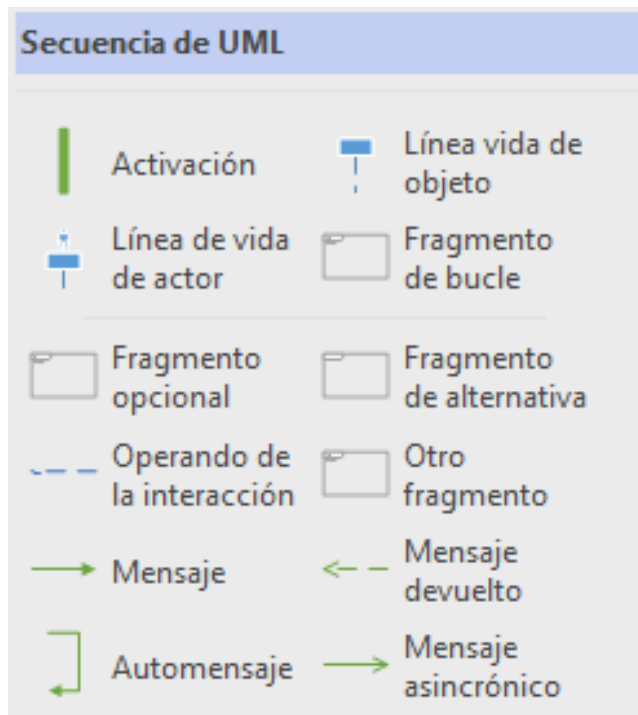 Secuencia de UML
Activación
Línea vida de
objeto
Línea de vida
de actor
Fragmento
de bucle
Fragmento
opcional
Fragmento
de alternativa
Operando de
la interacción
Otro
fragmento
Mensaje
Mensaje
devuelto
Automensaje
Mensaje
asincrónico